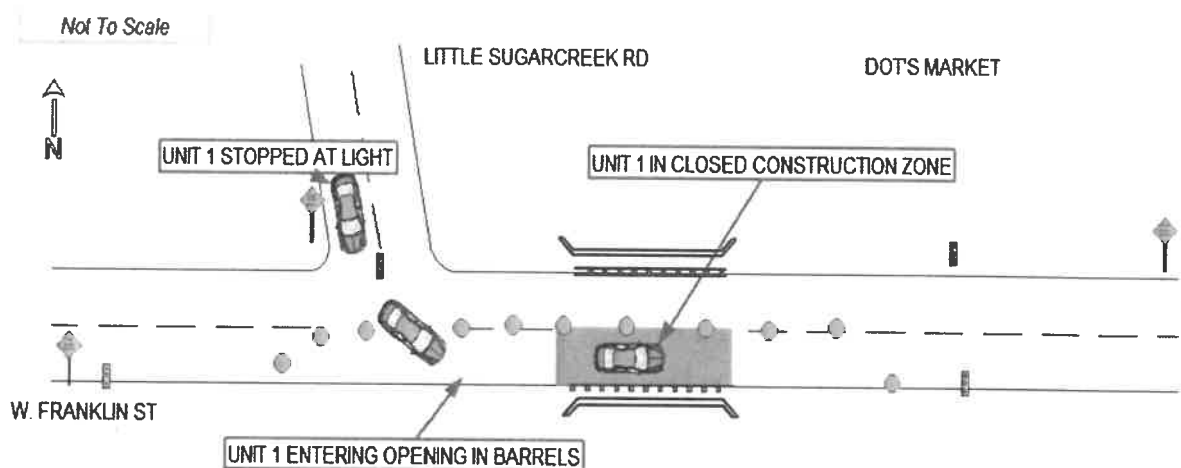 Not To Scale
LITTLE SUGARCREEK RD
DOT'S MARKET
N
UNIT 1 STOPPED AT LIGHT
UNIT 1 IN CLOSED CONSTRUCTION ZONE
W. FRANKLIN ST
UNIT 1 ENTERING OPENING IN BARRELS